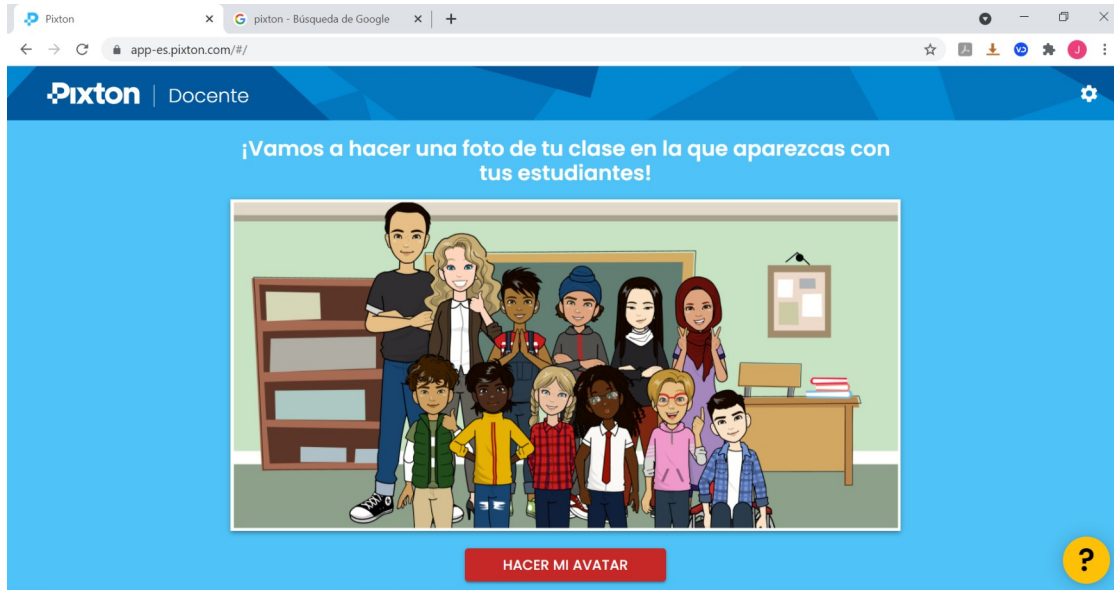 Pixton
pixton - Búsqueda de Google
app-es.pixton.com/#/
J
PIXTON | Docente
¡Vamos a hacer una foto de tu clase en la que aparezcas con
tus estudiantes!
HACER MI AVATAR
?